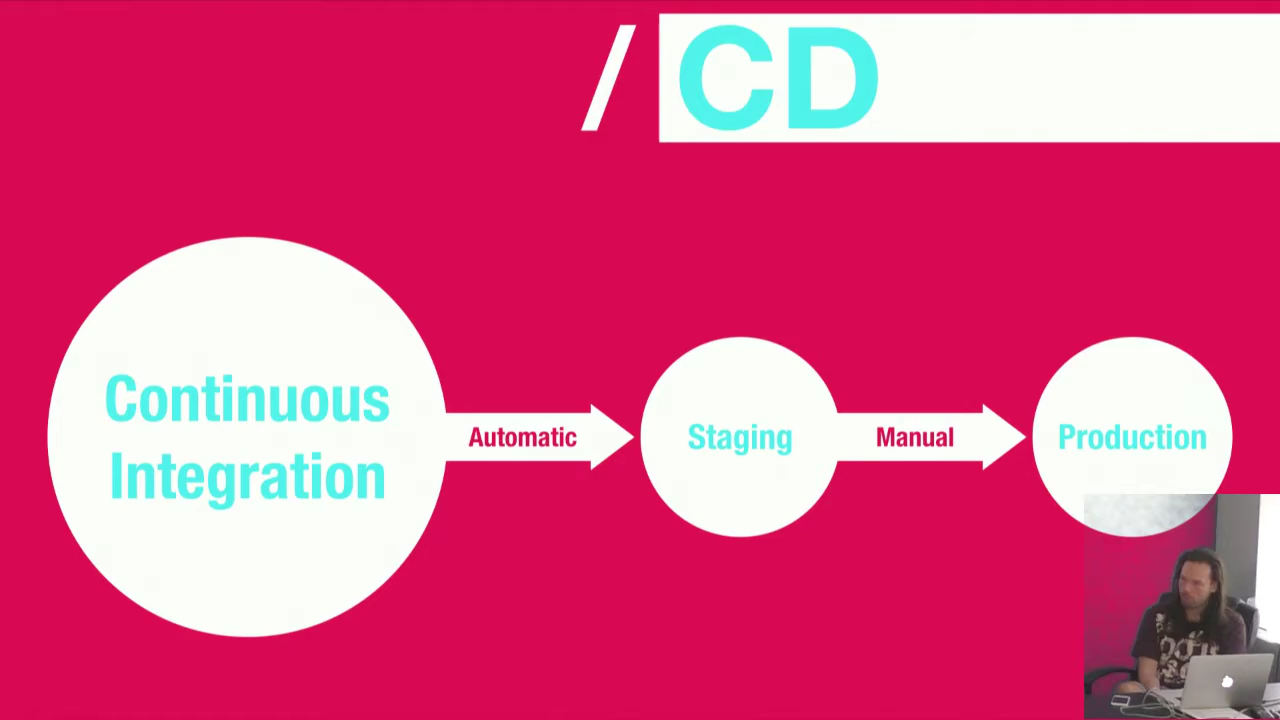 / CD
Continuous
Integration
Automatic
Staging
Manual
Production